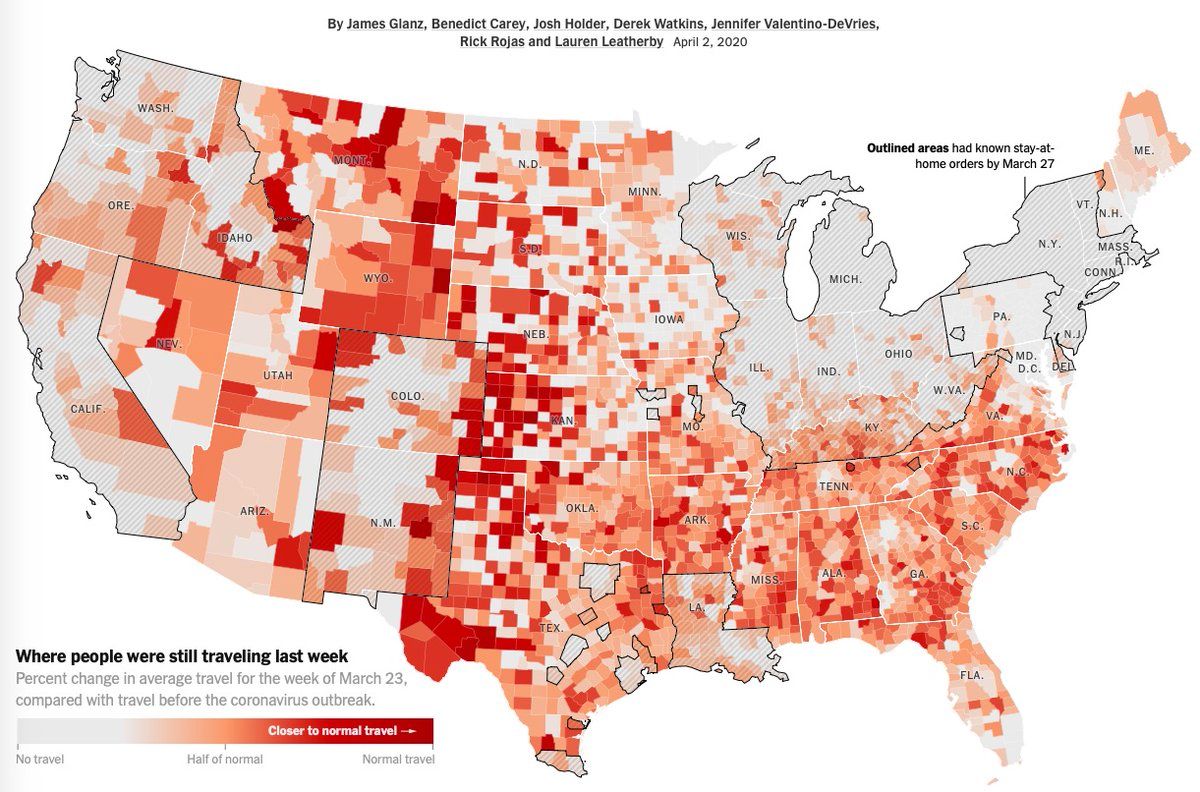 By James Glanz, Benedict Carey, Josh Holder, Derek Watkins, Jennifer Valentino-DeVries,
Rick Rojas and Lauren Leatherby April 2, 2020
WASH.
MONT.
N.D.
MINN.
Outlined areas had known stay-at-
home orders by March 27
ME.
ORE.
IDAHO
S.D.
WIS.
VT.
N.H.
WYO.
MICH.
N.Y.
MASS.
R.I.
CONN.
NEV.
NEB.
IOWA
PA.
N.J.
UTAH
COLO.
ILL.
IND.
OHIO
MD.
D.C.
DEL.
W.VA.
CALIF.
KAN.
MO.
KY.
VA.
ARIZ.
N.M.
OKLA.
ARK.
TENN.
N.C.
S.C.
MISS.
ALA.
GA.
TEX.
LA.
FLA.
Where people were still traveling last week
Percent change in average travel for the week of March 23,
compared with travel before the coronavirus outbreak.
Closer to normal travel →
No travel
Half of normal
Normal travel